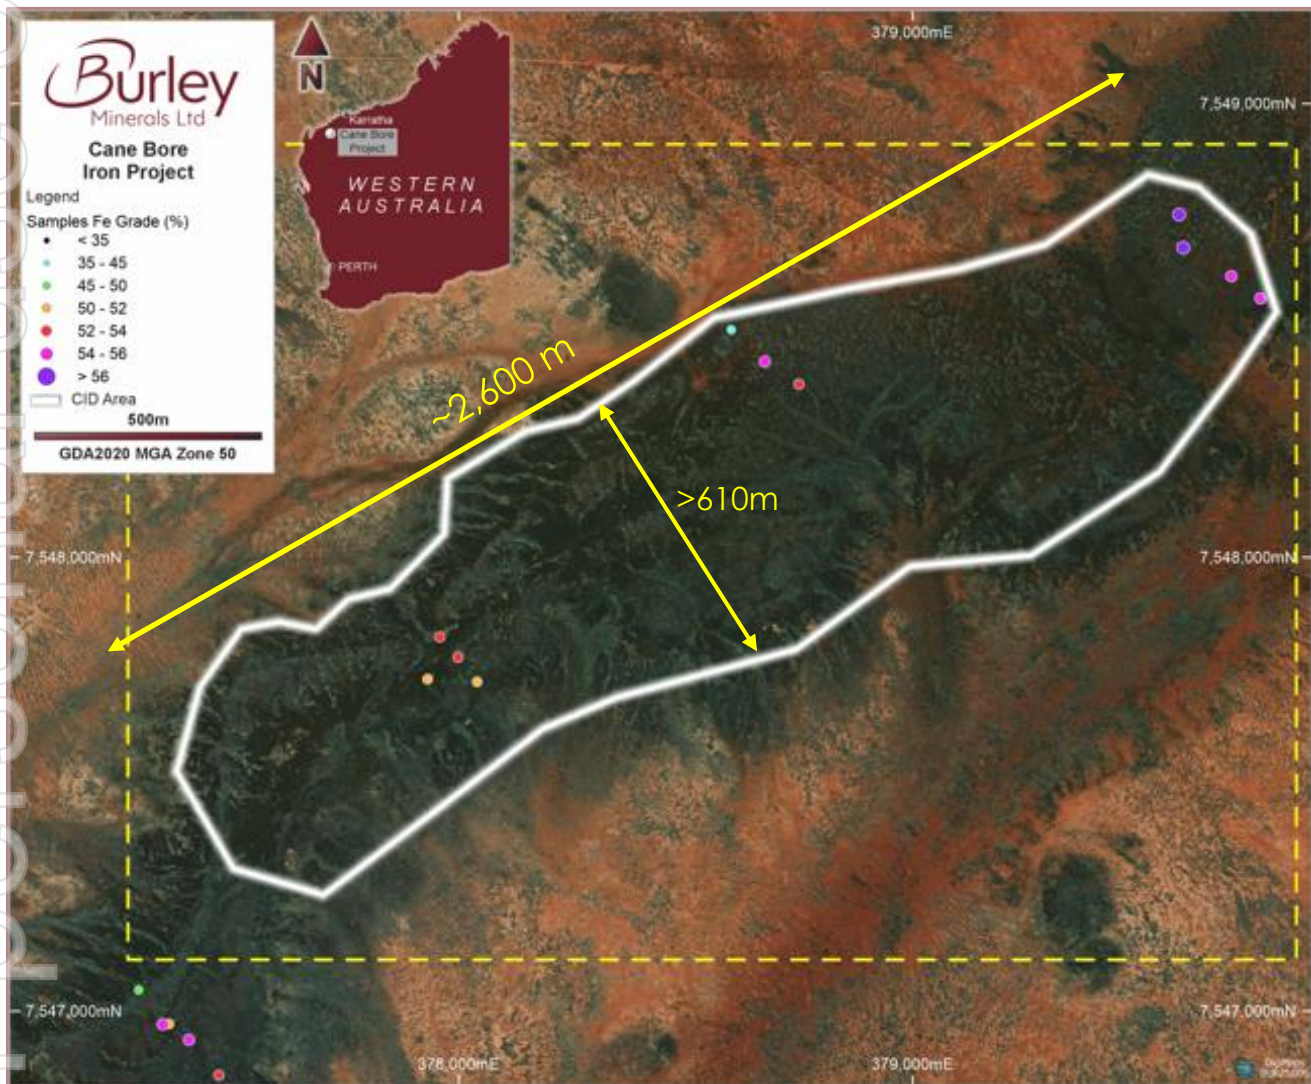 Burley
Minerals Ltd
Cane Bore
Iron Project
Legend
Samples Fe Grade (%)
< 35
35 - 45
45 - 50
50 - 52
52 - 54
54 - 56
> 56
CID Area
500m
GDA2020 MGA Zone 50
N
Karratha
Cane Bore
Project
WESTERN
AUSTRALIA
PERTH
379,000mE
7,549,000mN
~2,600 m
>610m
7,548,000mN
7,548,000mN
7,547,000mN
7,547,000mN
378,000mE
379,000mE